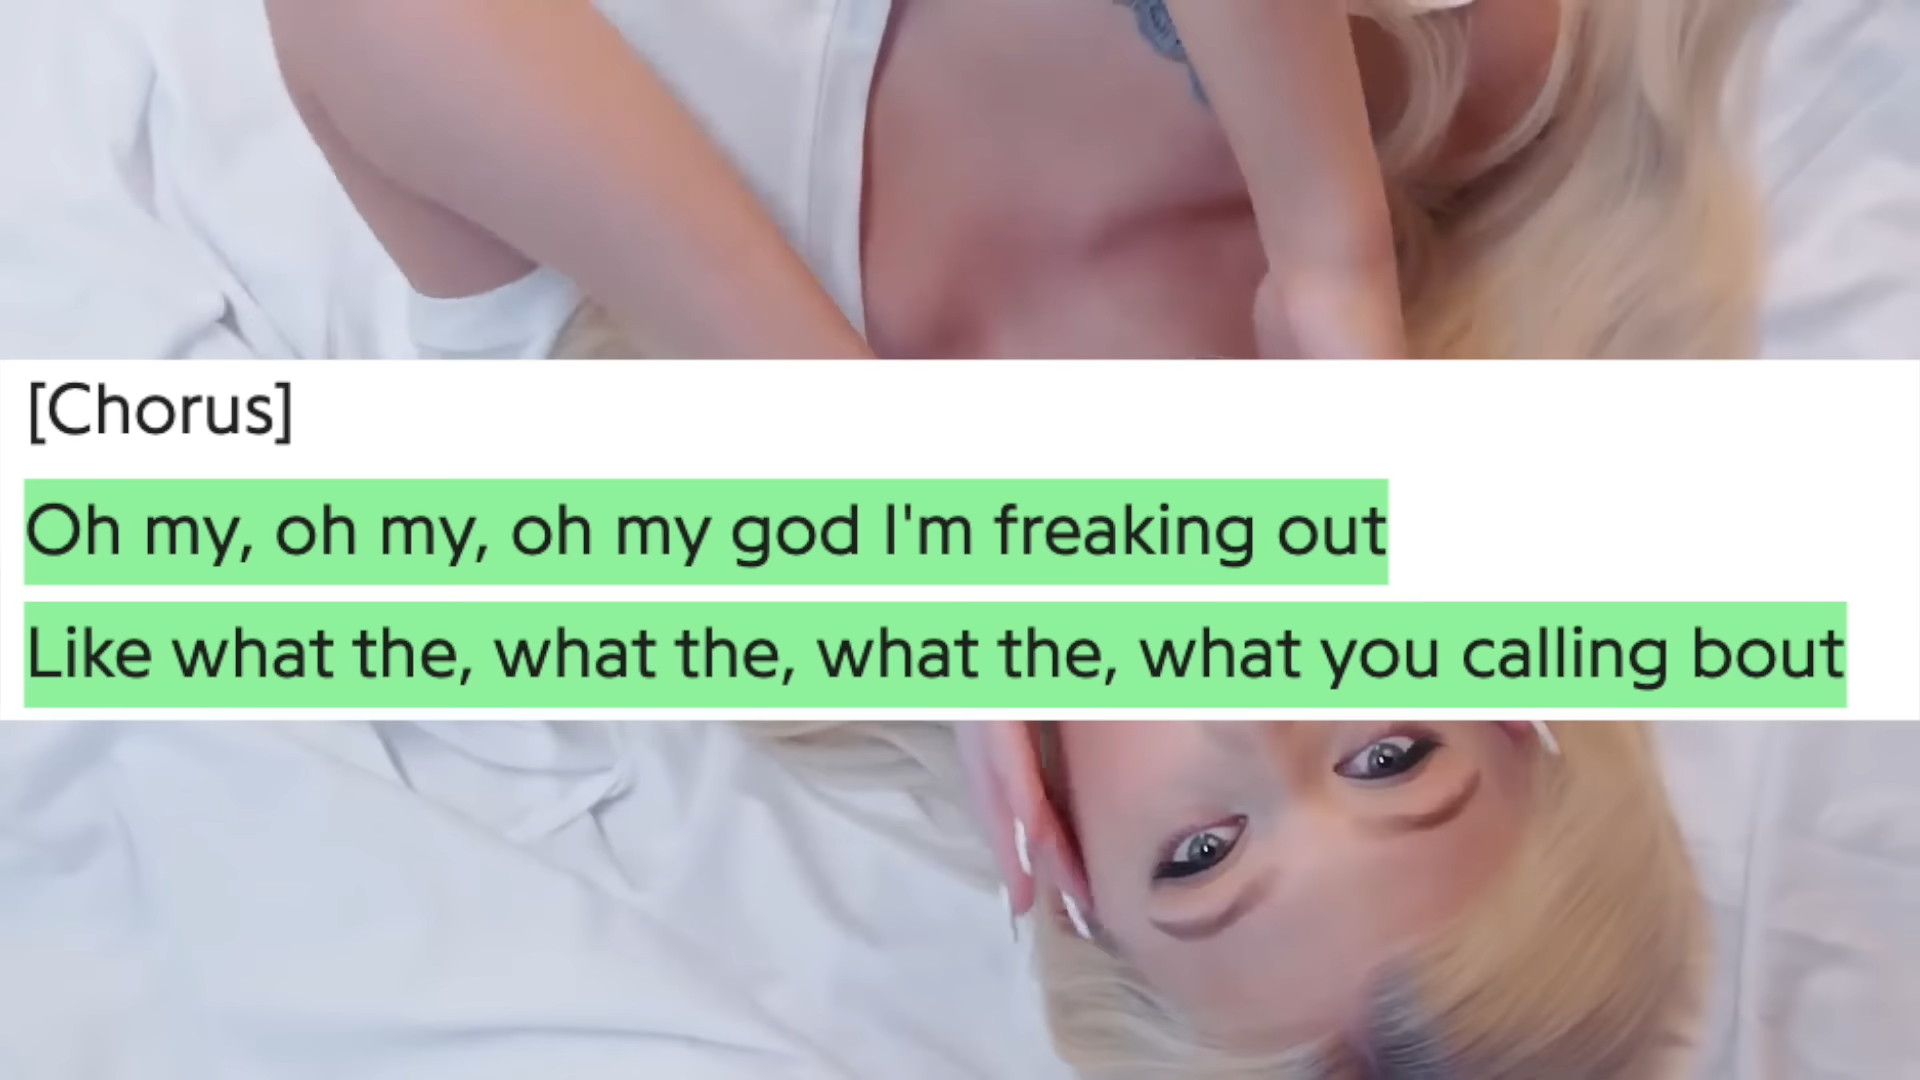 [Chorus]
Oh my, oh my, oh my god I'm freaking out
Like what the, what the, what the, what you calling bout